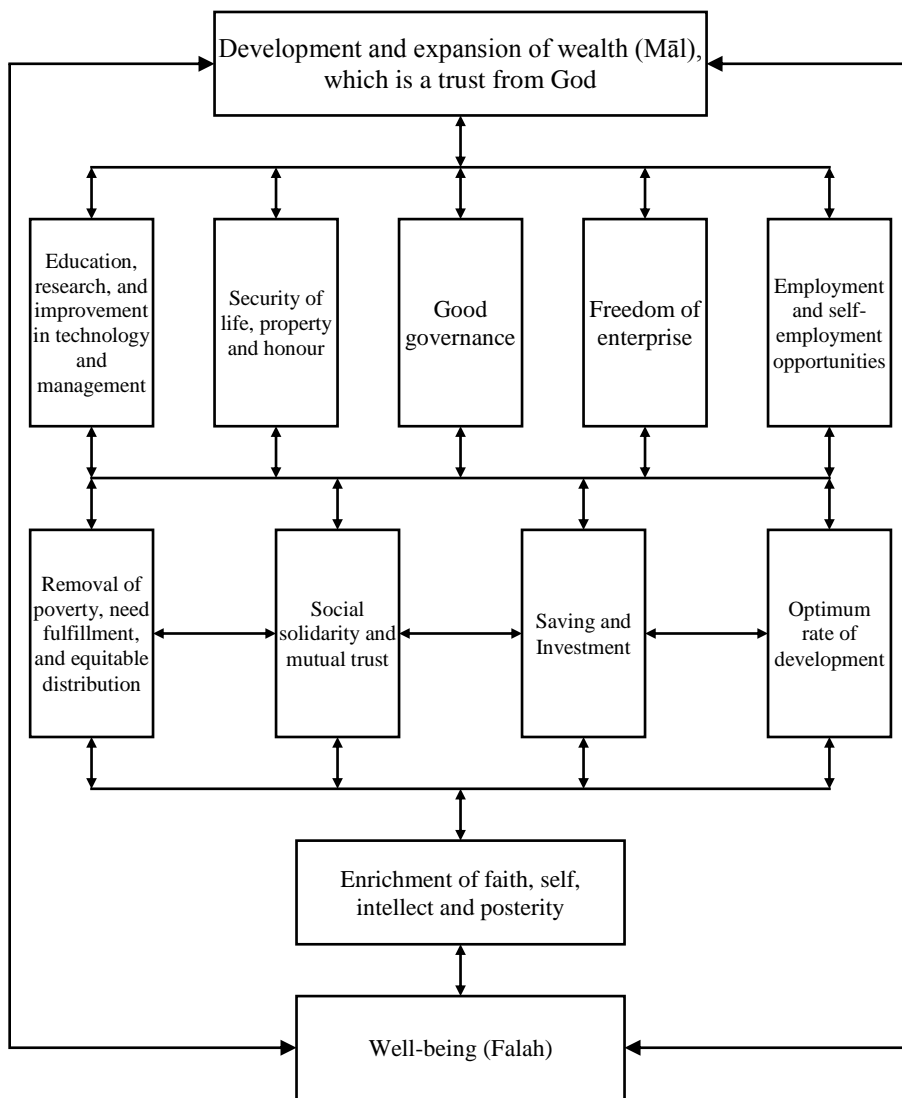 Development and expansion of wealth (Māl),
which is a trust from God
Education,
research, and
improvement
in technology
and
management
Security of
life, property
and honour
Good
governance
Freedom of
enterprise
Employment
and self-
employment
opportunities
Removal of
poverty, need
fulfillment,
and equitable
distribution
Social
solidarity and
mutual trust
Saving and
Investment
Optimum
rate of
development
Enrichment of faith, self,
intellect and posterity
Well-being (Falah)